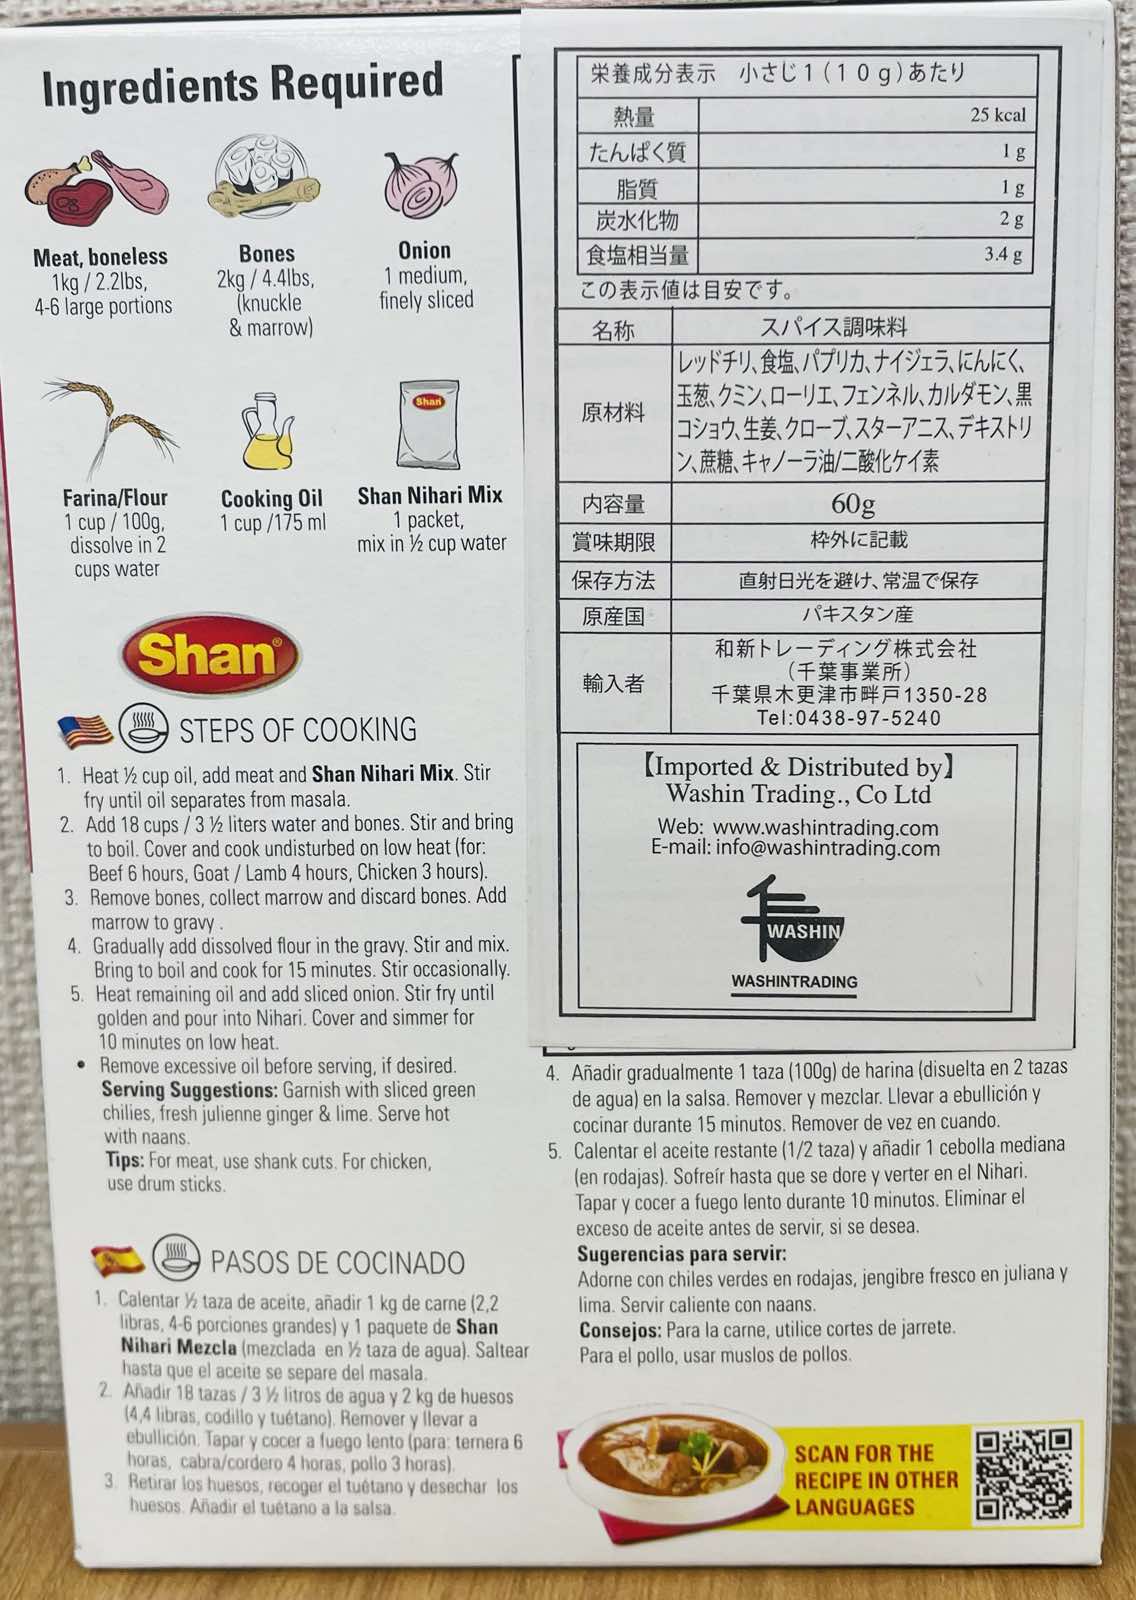 Ingredients Required
Meat, boneless
1kg / 2.2lbs,
4-6 large portions
Bones
2kg / 4.4lbs,
(knuckle
& marrow)
Onion
1 medium,
finely sliced
Shan
Farina/Flour
1 cup / 100g,
dissolve in 2
cups water
Cooking Oil
1 cup /175 ml
Shan Nihari Mix
1 packet,
mix in ½ cup water
Shan®
STEPS OF COOKING
1. Heat ½ cup oil, add meat and Shan Nihari Mix. Stir
fry until oil separates from masala.
2. Add 18 cups / 3 ½ liters water and bones. Stir and bring
to boil. Cover and cook undisturbed on low heat (for:
Beef 6 hours, Goat / Lamb 4 hours, Chicken 3 hours).
3. Remove bones, collect marrow and discard bones. Add
marrow to gravy .
4. Gradually add dissolved flour in the gravy. Stir and mix.
Bring to boil and cook for 15 minutes. Stir occasionally.
5. Heat remaining oil and add sliced onion. Stir fry until
golden and pour into Nihari. Cover and simmer for
10 minutes on low heat.
• Remove excessive oil before serving, if desired.
Serving Suggestions: Garnish with sliced green
chilies, fresh julienne ginger & lime. Serve hot
with naans.
Tips: For meat, use shank cuts. For chicken,
use drum sticks.
PASOS DE COCINADO
1. Calentar ½ taza de aceite, añadir 1 kg de carne (2,2
libras, 4-6 porciones grandes) y 1 paquete de Shan
Nihari Mezcla (mezclada en ½ taza de agua). Saltear
hasta que el aceite se separe del masala.
2. Añadir 18 tazas / 3 ½ litros de agua y 2 kg de huesos
(4,4 libras, codillo y tuétano). Remover y llevar a
ebullición. Tapar y cocer a fuego lento (para: ternera 6
horas, cabra/cordero 4 horas, pollo 3 horas).
3. Retirar los huesos, recoger el tuétano y desechar los
huesos. Añadir el tuétano a la salsa.
栄養成分表示 小さじ1(10g)あたり
熱量 25 kcal
たんぱく質 1 g
脂質 1 g
炭水化物 2 g
食塩相当量 3.4 g
この表示値は目安です。
名称 スパイス調味料
原材料 レッドチリ、食塩、パプリカ、ナイジェラ、にんにく、
玉葱、クミン、ローリエ、フェンネル、カルダモン、黒
コショウ、生姜、クローブ、スターアニス、デキストリ
ン、蔗糖、キャノーラ油/二酸化ケイ素
内容量 60g
賞味期限 枠外に記載
保存方法 直射日光を避け、常温で保存
原産国 パキスタン産
輸入者 和新トレーディング株式会社
(千葉事業所)
千葉県木更津市畔戸1350-28
Tel:0438-97-5240
【Imported & Distributed by】
Washin Trading., Co Ltd
Web: www.washintrading.com
E-mail: info@washintrading.com
WASHIN
WASHINTRADING
4. Añadir gradualmente 1 taza (100g) de harina (disuelta en 2 tazas
de agua) en la salsa. Remover y mezclar. Llevar a ebullición y
cocinar durante 15 minutos. Remover de vez en cuando.
5. Calentar el aceite restante (1/2 taza) y añadir 1 cebolla mediana
(en rodajas). Sofreír hasta que se dore y verter en el Nihari.
Tapar y cocer a fuego lento durante 10 minutos. Eliminar el
exceso de aceite antes de servir, si se desea.
Sugerencias para servir:
Adorne con chiles verdes en rodajas, jengibre fresco en juliana y
lima. Servir caliente con naans.
Consejos: Para la carne, utilice cortes de jarrete.
Para el pollo, usar muslos de pollos.
SCAN FOR THE
RECIPE IN OTHER
LANGUAGES